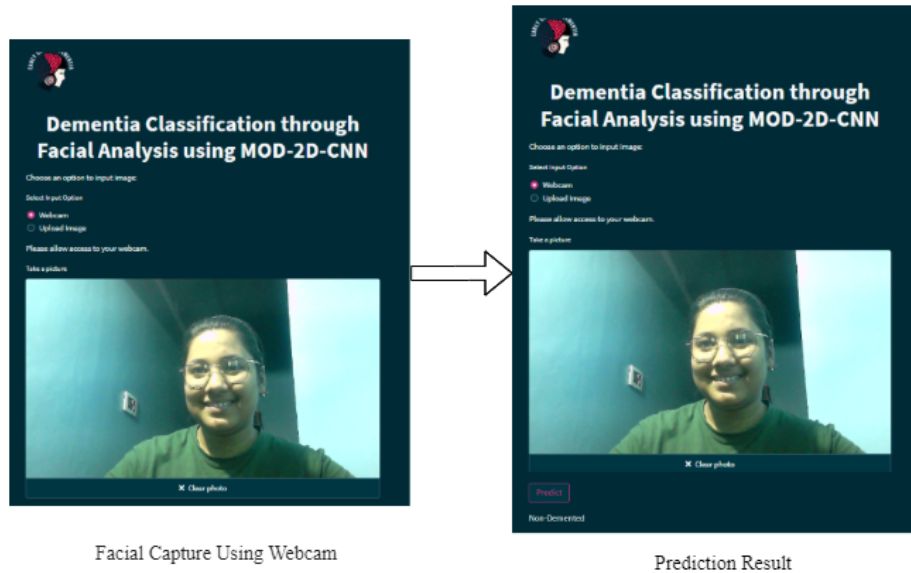 Dementia Classification through
Facial Analysis using MOD-2D-CNN
Choose an option to input image:
Select Input Option
Webcam
Upload Image
Please allow access to your webcam.
Take a picture
✕ Clear photo
Facial Capture Using Webcam
Dementia Classification through
Facial Analysis using MOD-2D-CNN
Choose an option to input image:
Select Input Option
Webcam
Upload Image
Please allow access to your webcam.
Take a picture
✕ Clear photo
Predict
Non-Demented
Prediction Result